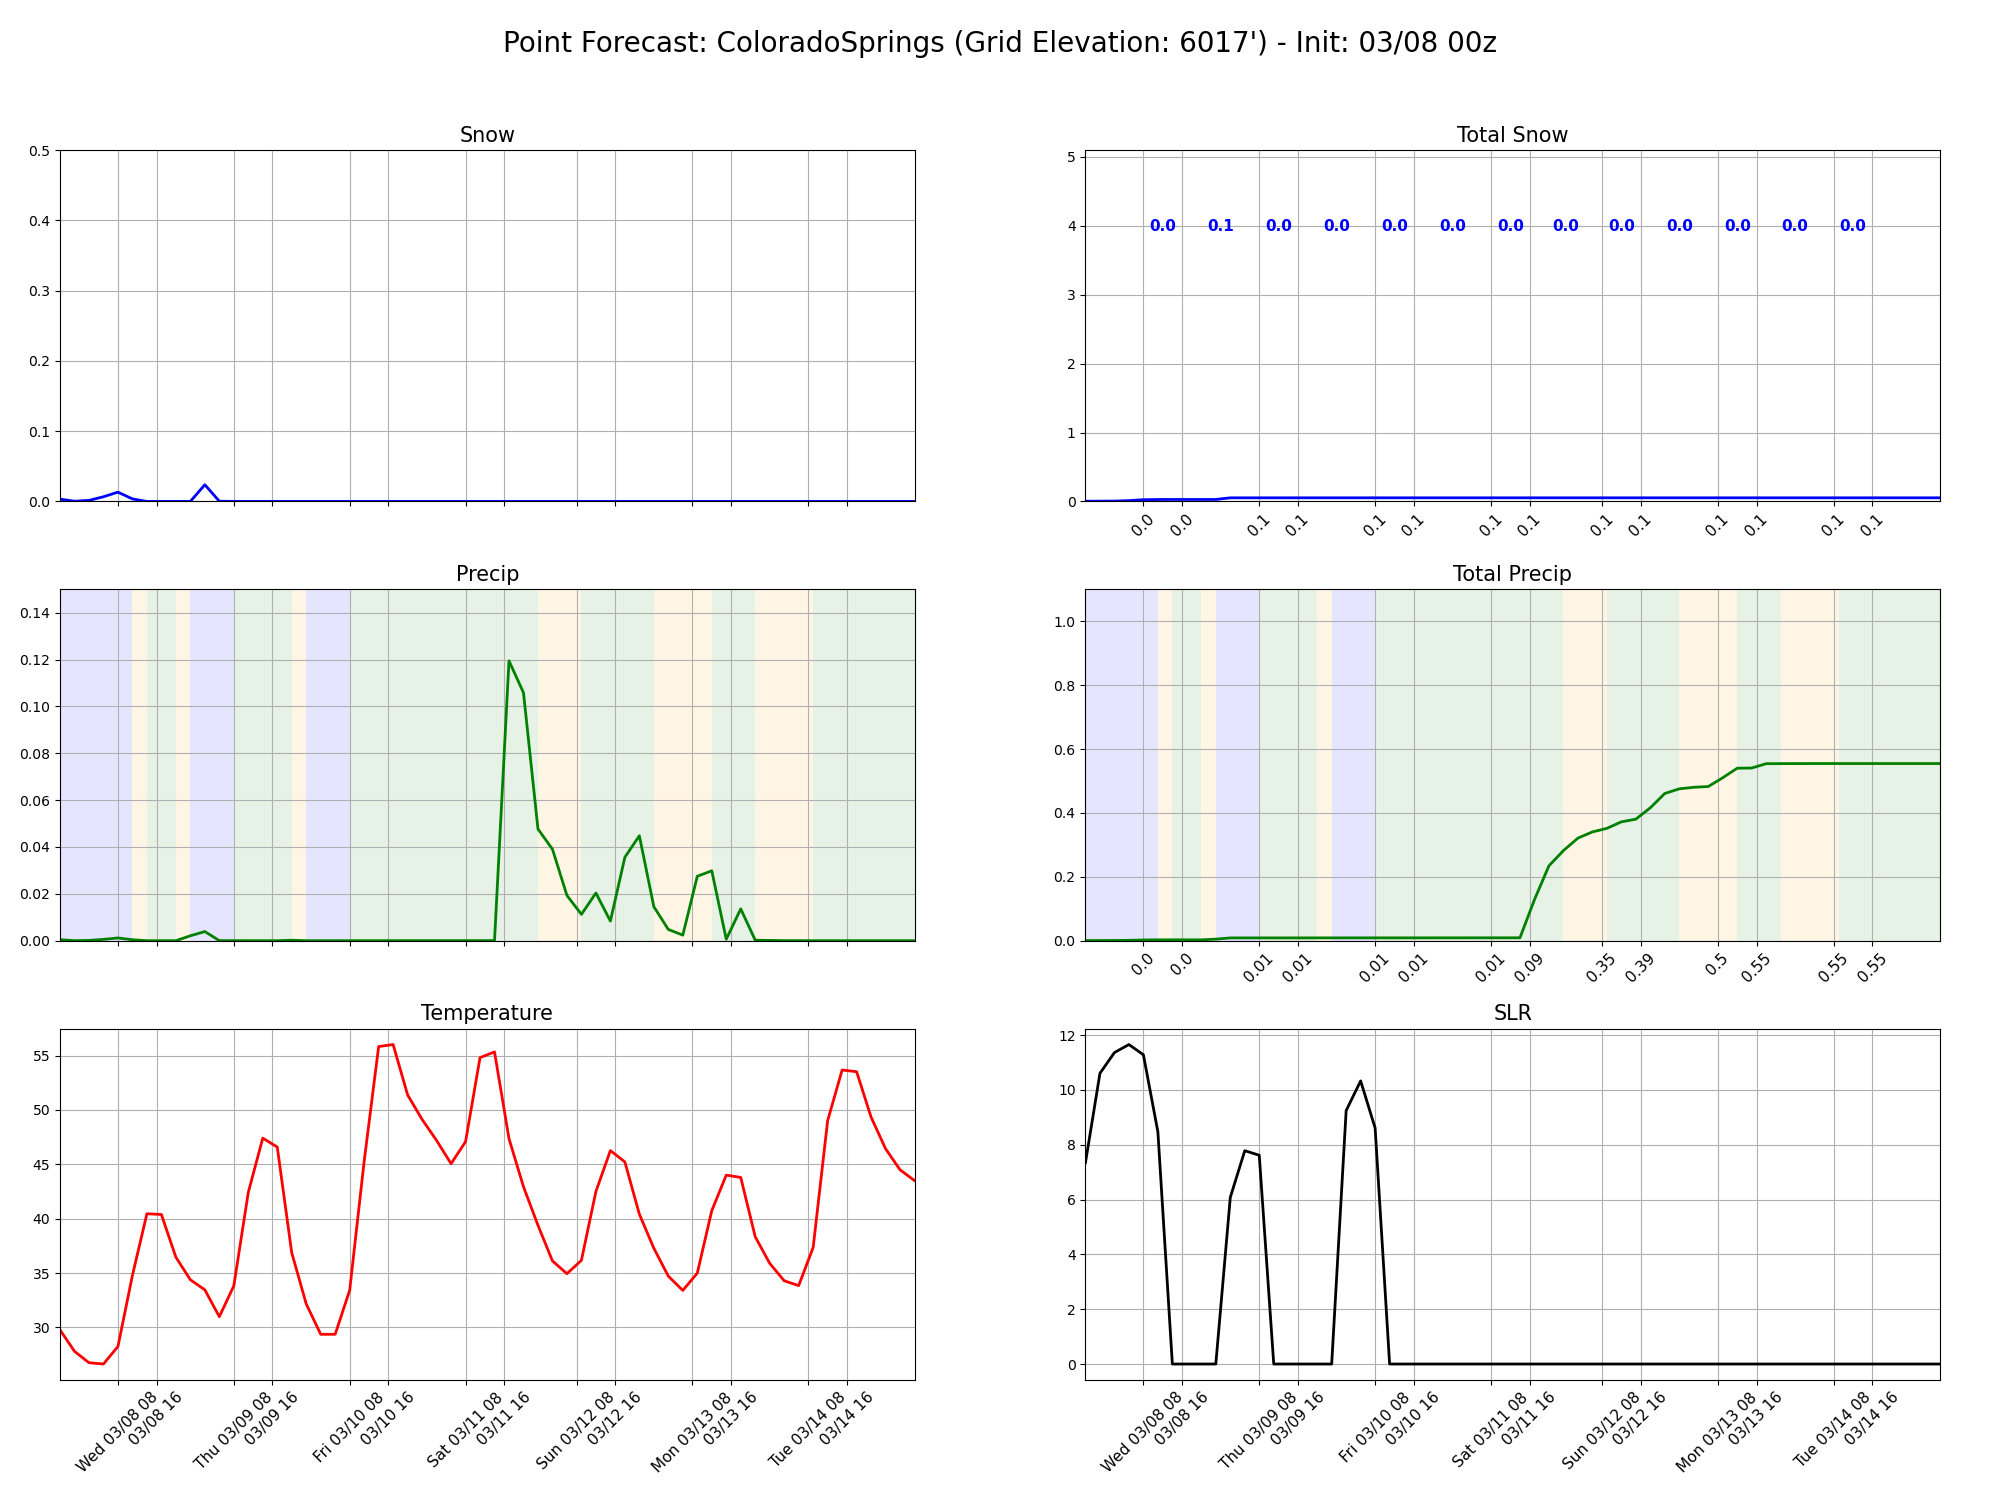 Point Forecast: ColoradoSprings (Grid Elevation: 6017') - Init: 03/08 00z
Snow
0.5
0.4
0.3
0.2
0.1
0.0
Total Snow
5
4
3
2
1
0
0.0 0.1 0.0 0.0 0.0 0.0 0.0 0.0 0.0 0.0 0.0 0.0 0.0
0.0 0.0 0.1 0.1 0.1 0.1 0.1 0.1 0.1 0.1 0.1 0.1 0.1 0.1
Precip
0.14
0.12
0.10
0.08
0.06
0.04
0.02
0.00
Total Precip
1.0
0.8
0.6
0.4
0.2
0.0
0.0 0.0 0.01 0.01 0.01 0.01 0.01 0.09 0.35 0.39 0.5 0.55 0.55 0.55
Temperature
55
50
45
40
35
30
Wed 03/08 08
03/08 16
Thu 03/09 08
03/09 16
Fri 03/10 08
03/10 16
Sat 03/11 08
03/11 16
Sun 03/12 08
03/12 16
Mon 03/13 08
03/13 16
Tue 03/14 08
03/14 16
SLR
12
10
8
6
4
2
0
Wed 03/08 08
03/08 16
Thu 03/09 08
03/09 16
Fri 03/10 08
03/10 16
Sat 03/11 08
03/11 16
Sun 03/12 08
03/12 16
Mon 03/13 08
03/13 16
Tue 03/14 08
03/14 16